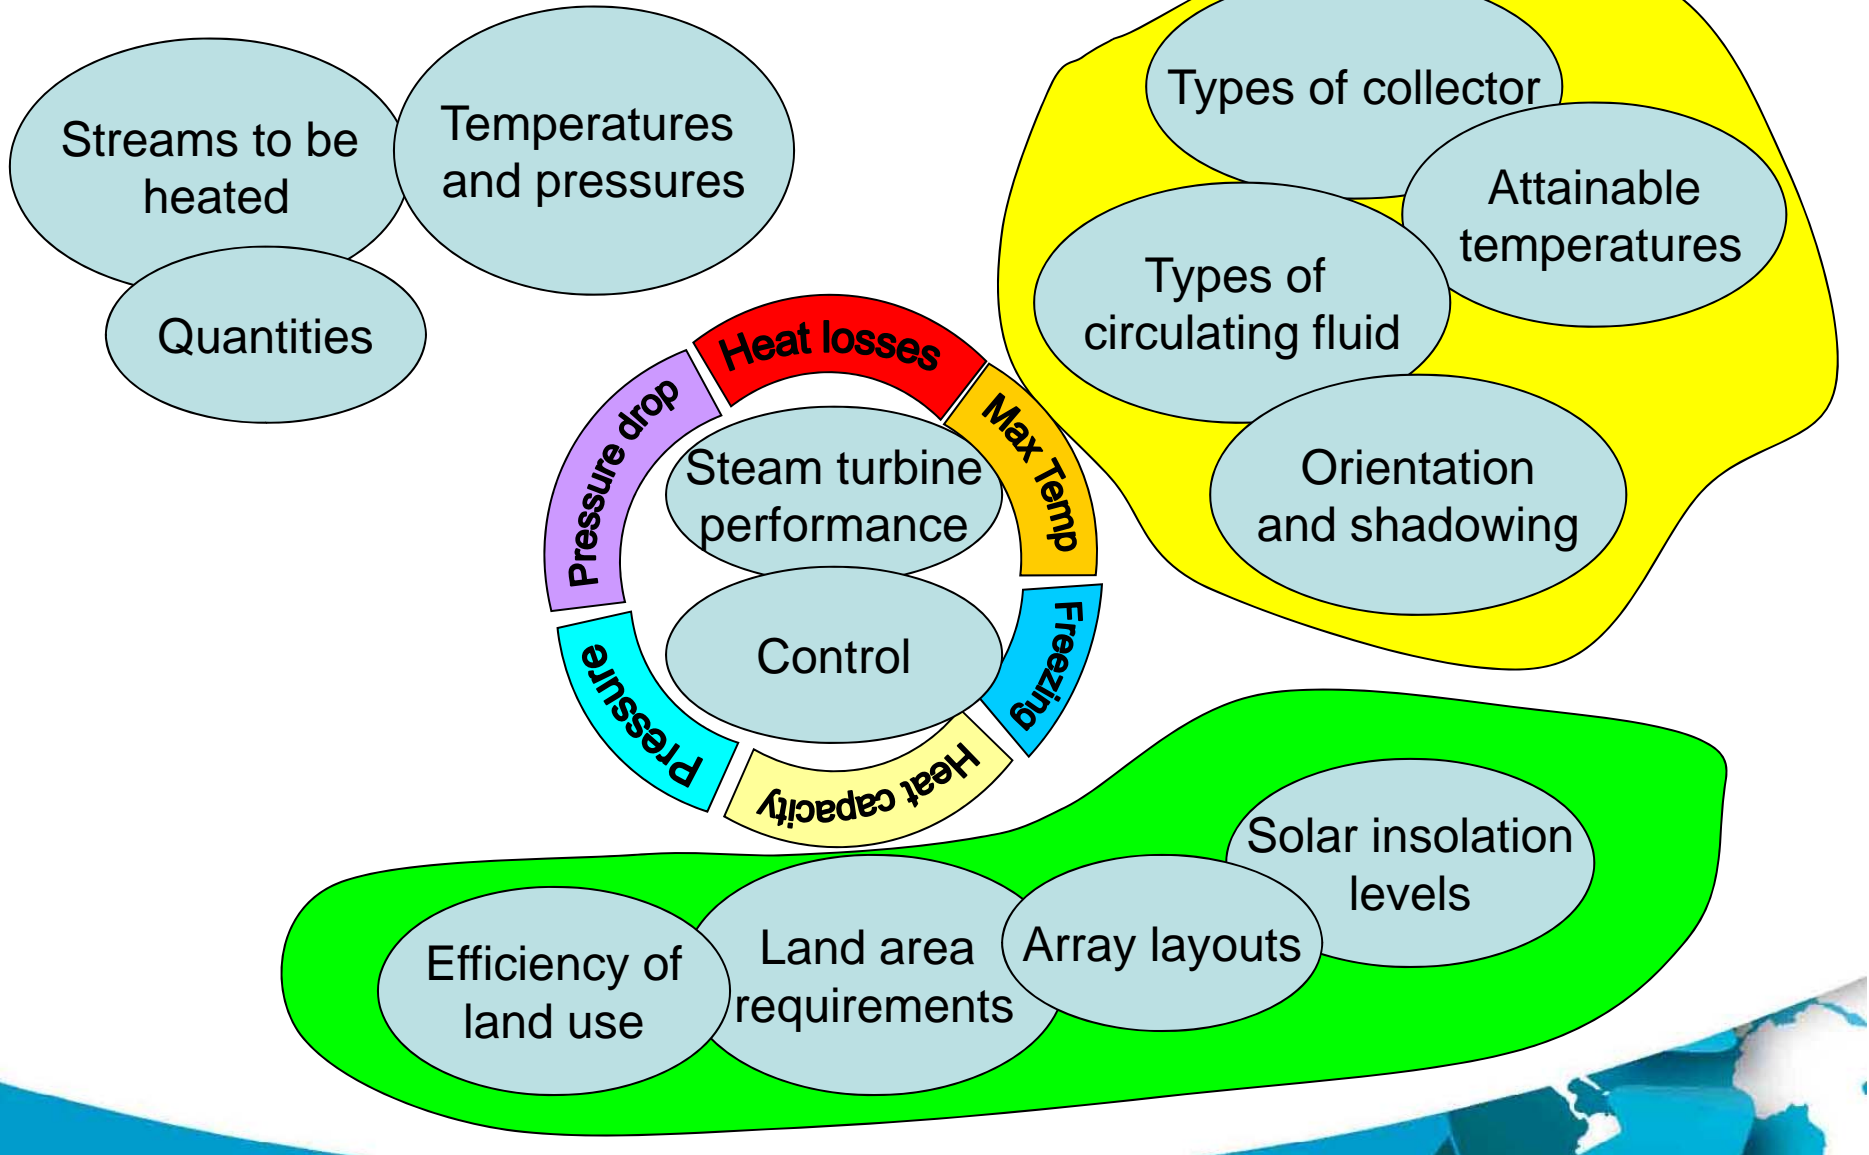 Streams to be
heated
Temperatures
and pressures
Quantities
Types of collector
Attainable
temperatures
Types of
circulating fluid
Orientation
and shadowing
Heat losses
Max Temp
Freezing
Heat capacity
Pressure
Pressure drop
Steam turbine
performance
Control
Solar insolation
levels
Array layouts
Land area
requirements
Efficiency of
land use